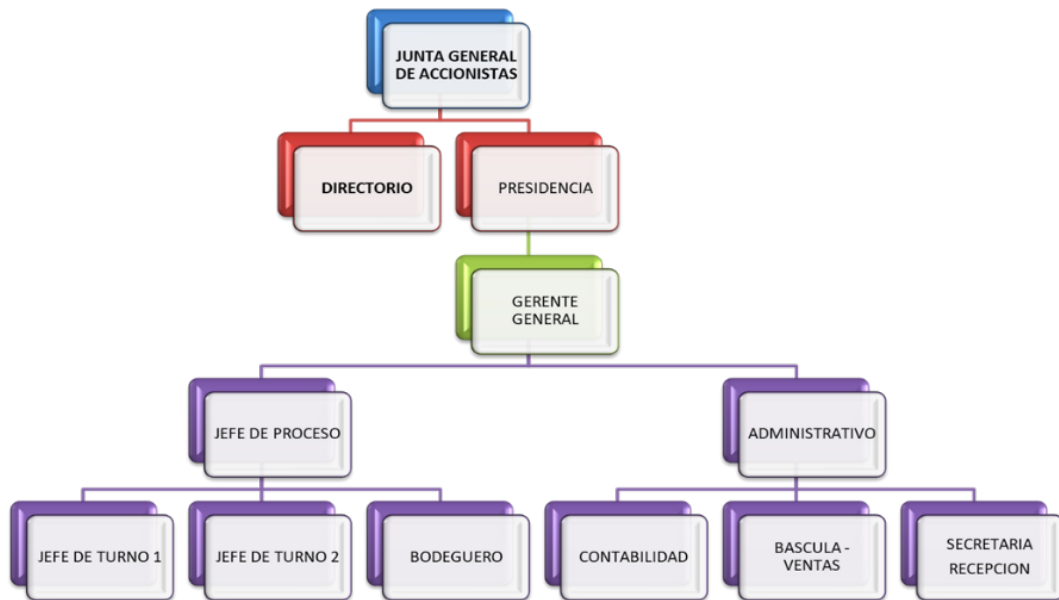 JUNTA GENERAL
DE ACCIONISTAS
DIRECTORIO
PRESIDENCIA
GERENTE
GENERAL
JEFE DE PROCESO
ADMINISTRATIVO
JEFE DE TURNO 1
JEFE DE TURNO 2
BODEGUERO
CONTABILIDAD
BASCULA -
VENTAS
SECRETARIA
RECEPCION